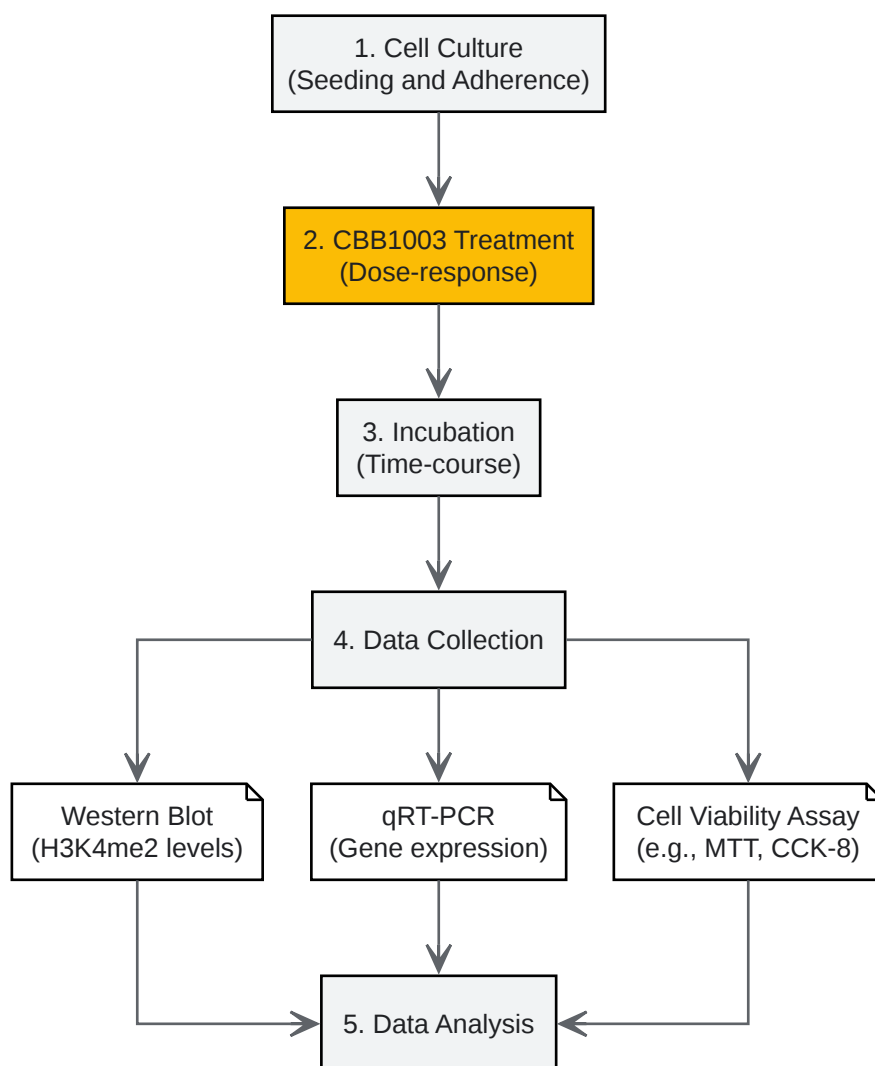 1. Cell Culture
(Seeding and Adherence)
2. CBB1003 Treatment
(Dose-response)
3. Incubation
(Time-course)
4. Data Collection
Western Blot
(H3K4me2 levels)
qRT-PCR
(Gene expression)
Cell Viability Assay
(e.g., MTT, CCK-8)
5. Data Analysis